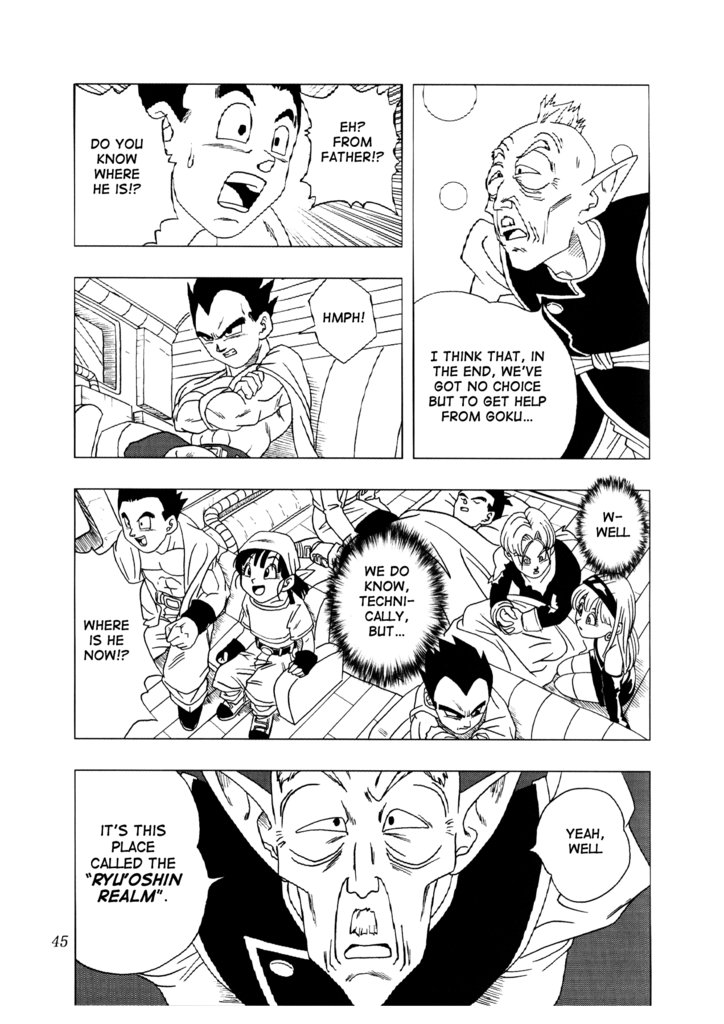 I THINK THAT, IN
THE END, WE'VE
GOT NO CHOICE
BUT TO GET HELP
FROM GOKU...
EH?
FROM
FATHER!?
DO YOU
KNOW
WHERE
HE IS!?
HMPH!
W-
WELL
WE DO
KNOW,
TECHNI-
CALLY,
BUT...
WHERE
IS HE
NOW!?
YEAH,
WELL
IT'S THIS
PLACE
CALLED THE
"RYU'OSHIN
REALM".
45